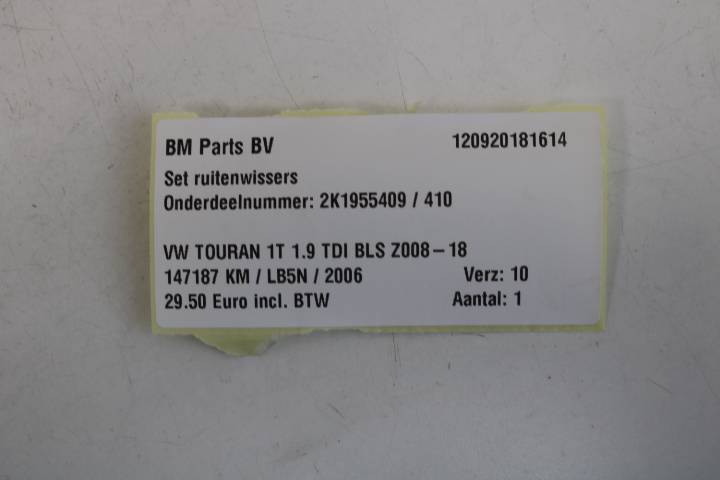 BM Parts BV 120920181614
Set ruitenwissers
Onderdeelnummer: 2K1955409 / 410
VW TOURAN 1T 1.9 TDI BLS Z008-18
147187 KM / LB5N / 2006 Verz: 10
29.50 Euro incl. BTW Aantal: 1